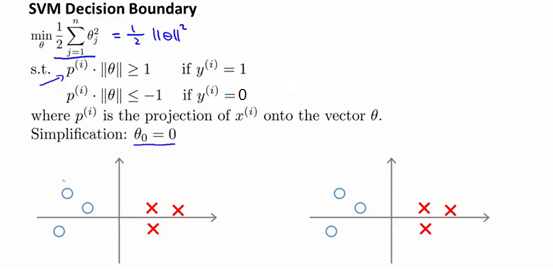 SVM Decision Boundary
min_θ 1/2 ∑_{j=1}^{n} θ_j^2 = 1/2 ||θ||^2
s.t. p^{(i)} · ‖θ‖ ≥ 1 if y^{(i)} = 1
p^{(i)} · ‖θ‖ ≤ −1 if y^{(i)} = 0
where p^{(i)} is the projection of x^{(i)} onto the vector θ.
Simplification: θ_0 = 0